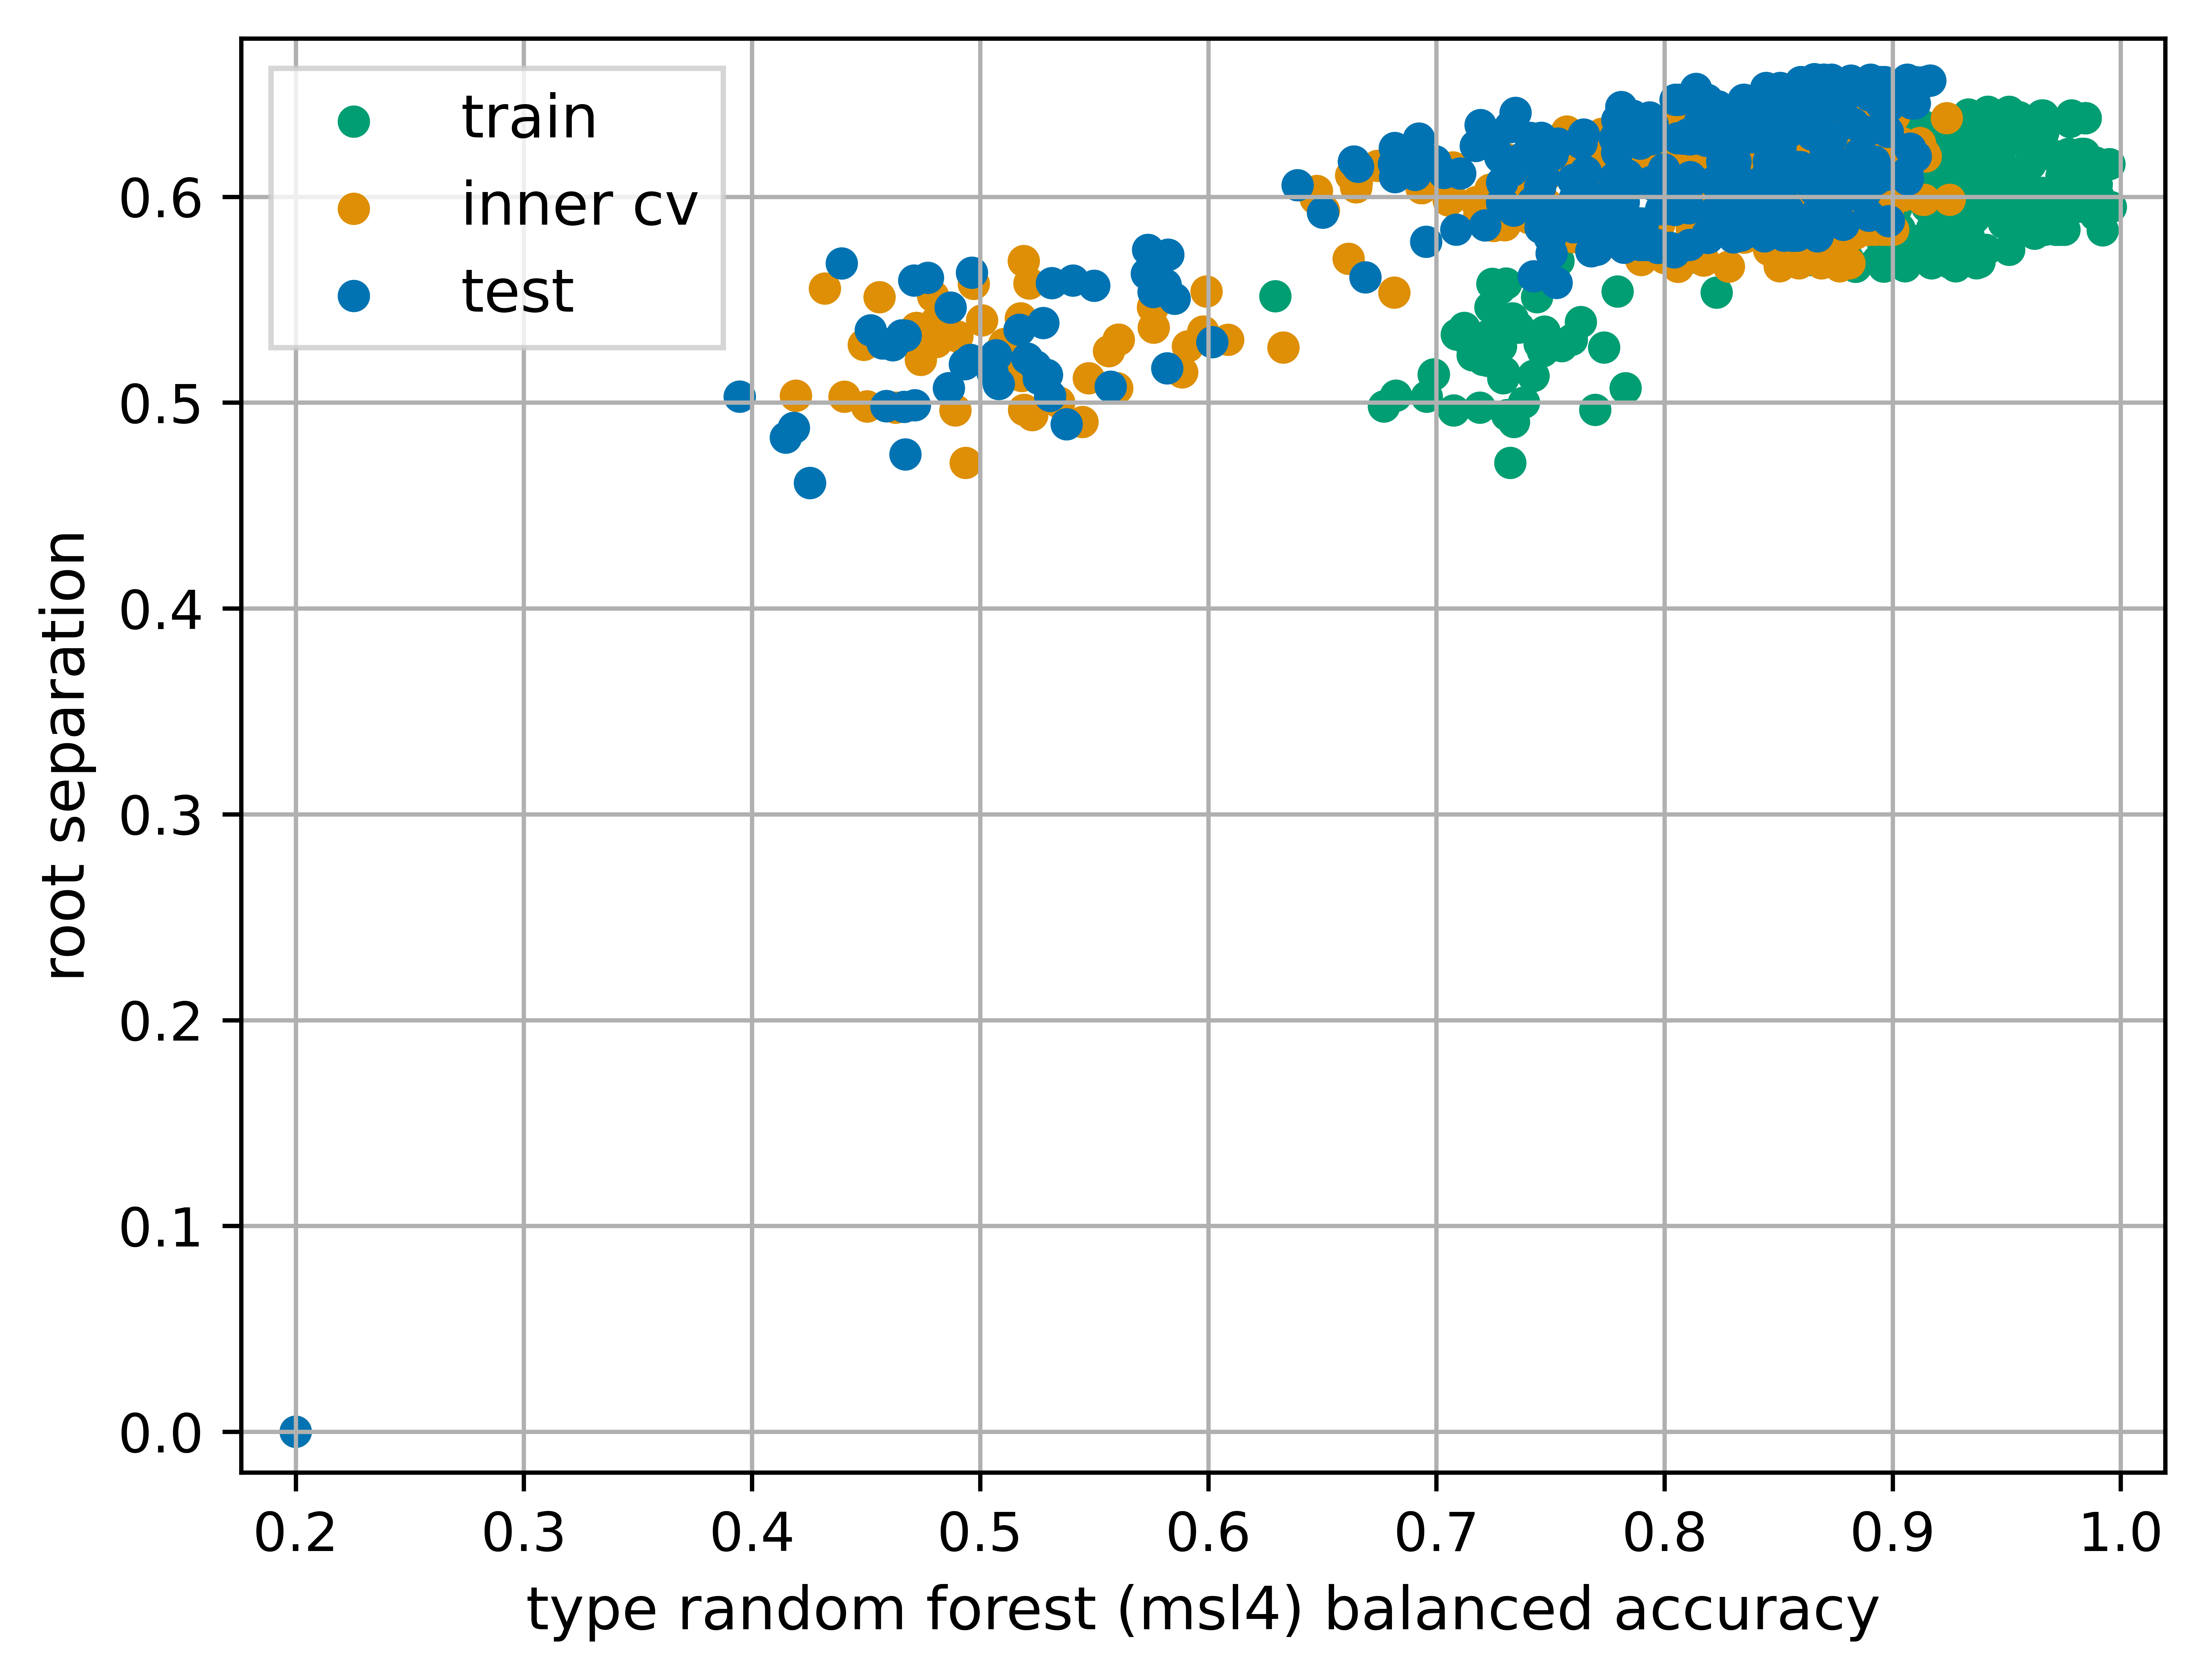 train
inner cv
test
0.6
0.5
0.4
0.3
0.2
0.1
0.0
root separation
0.2 0.3 0.4 0.5 0.6 0.7 0.8 0.9 1.0
type random forest (msl4) balanced accuracy